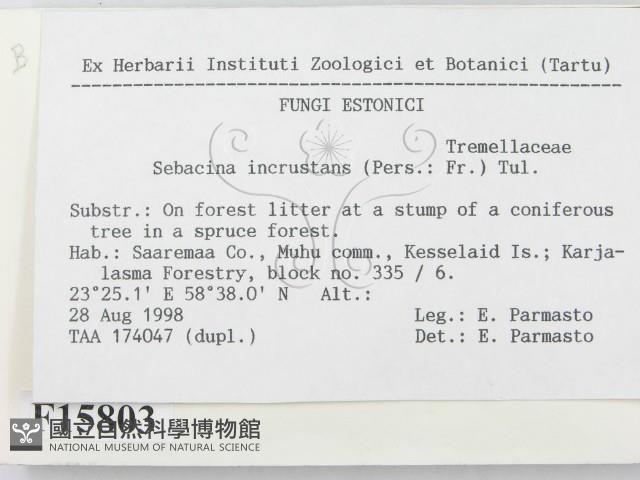 B
Ex Herbarii Instituti Zoologici et Botanici (Tartu)
FUNGI ESTONICI
Tremellaceae
Sebacina incrustans (Pers.: Fr.) Tul.
Substr.: On forest litter at a stump of a coniferous
tree in a spruce forest.
Hab.: Saaremaa Co., Muhu comm., Kesselaid Is.; Karja-
lasma Forestry, block no. 335 / 6.
23°25.1' E 58°38.0' N Alt.:
28 Aug 1998 Leg.: E. Parmasto
TAA 174047 (dupl.) Det.: E. Parmasto
F15803
國立自然科學博物館
NATIONAL MUSEUM OF NATURAL SCIENCE